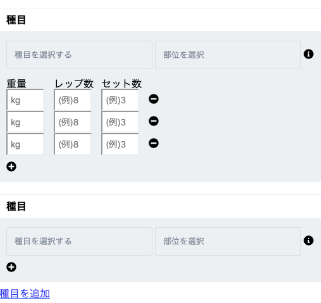 種目
種目を選択する 部位を選択
重量 レップ数 セット数
kg (例)8 (例)3
kg (例)8 (例)3
kg (例)8 (例)3
種目
種目を選択する 部位を選択
種目を追加